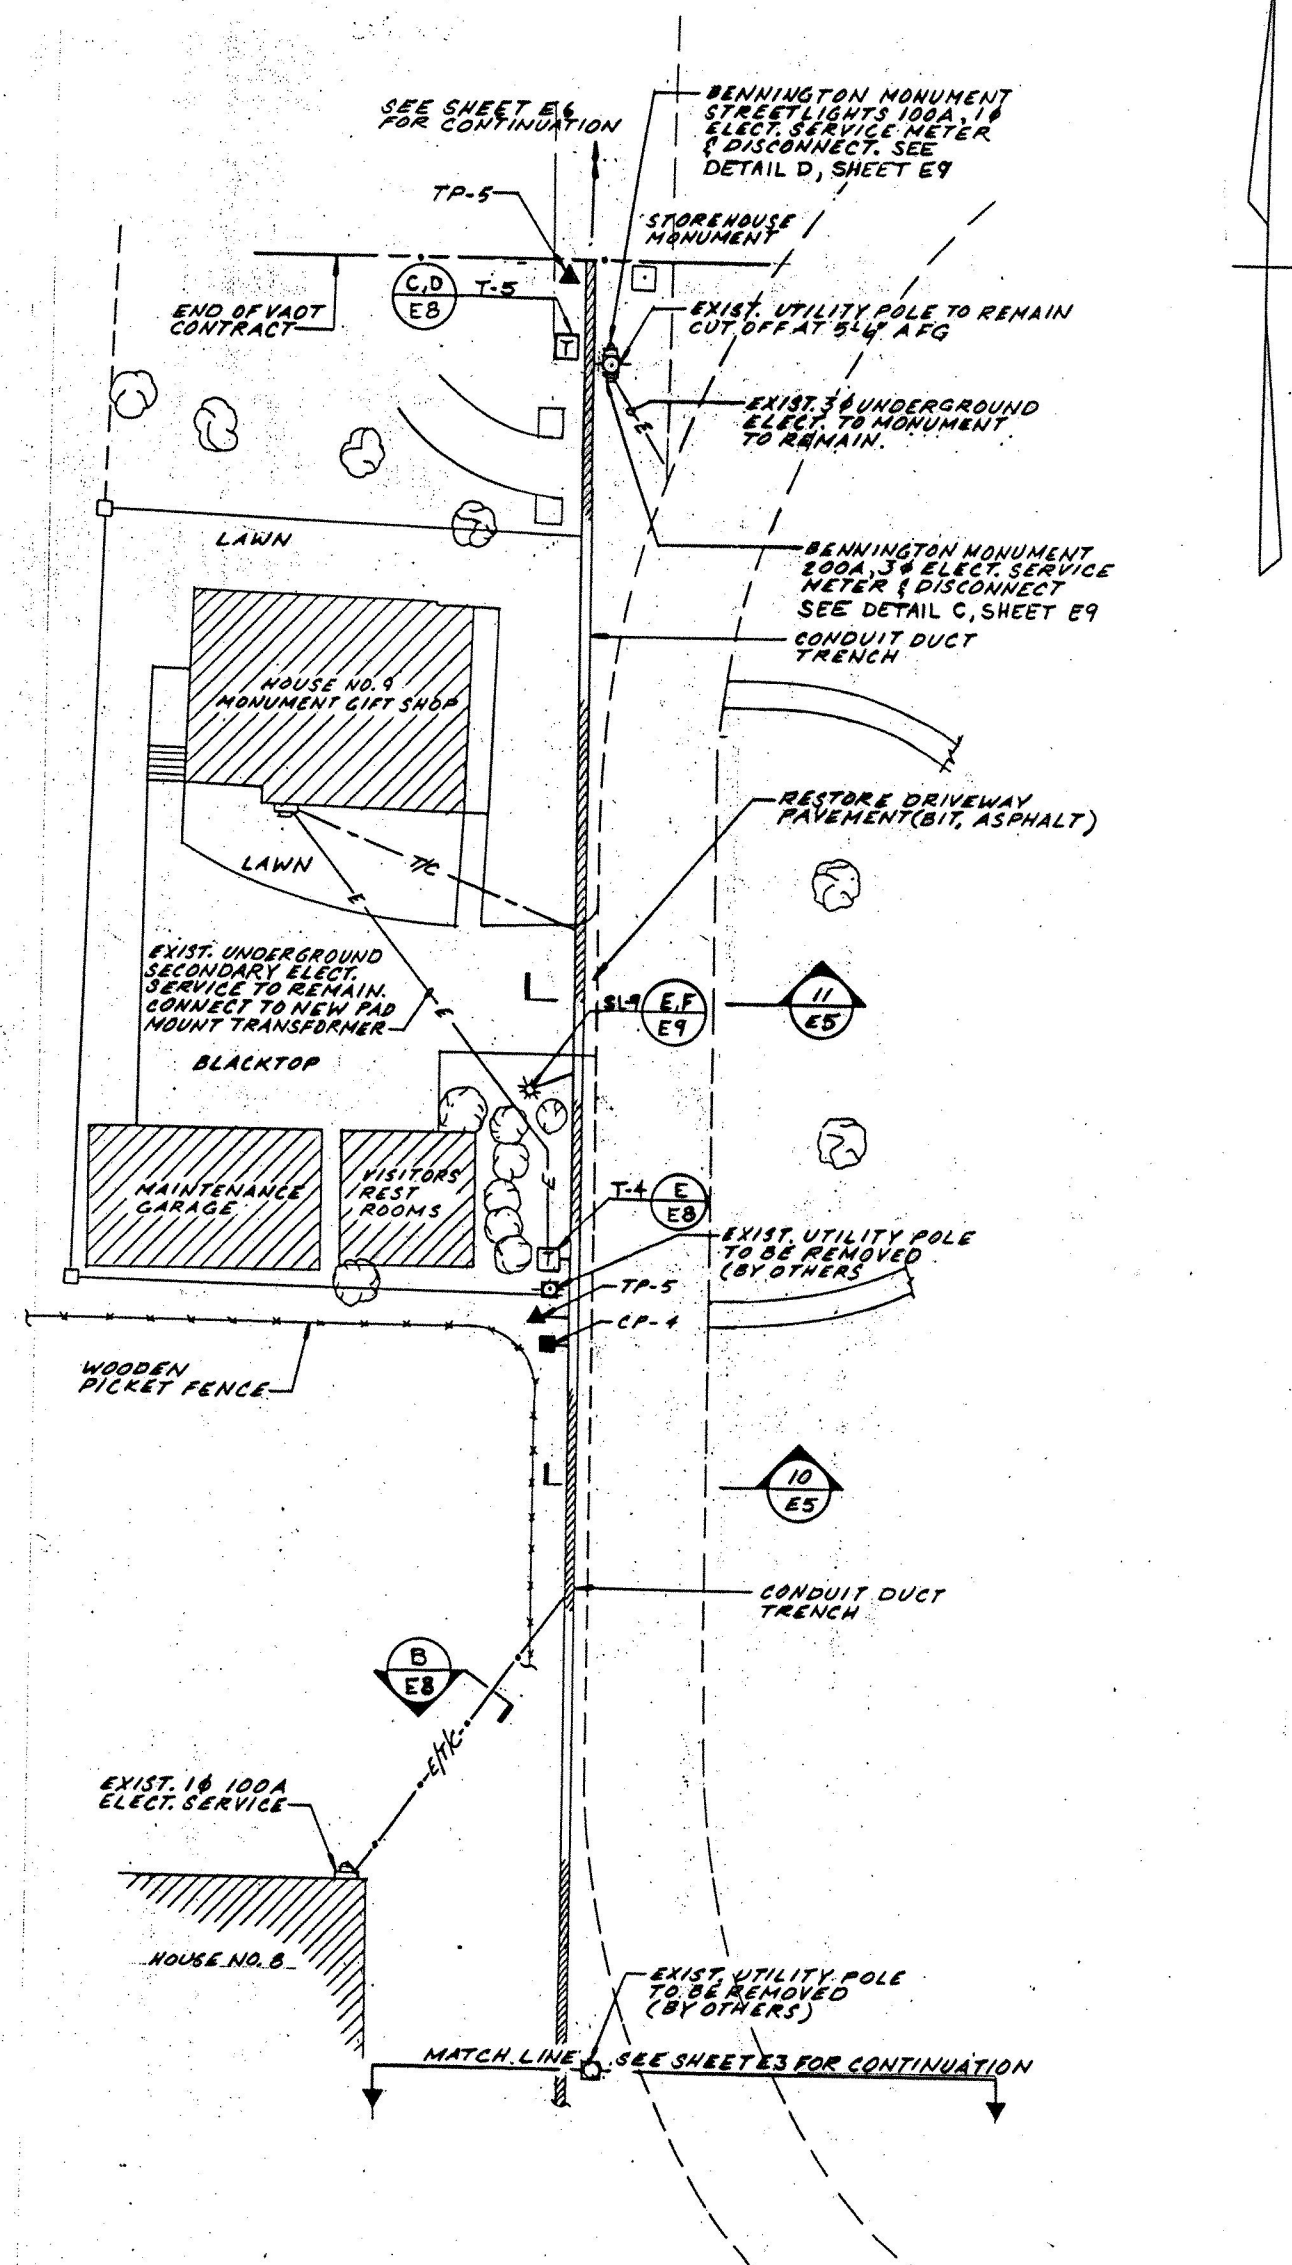 SEE SHEET E6
FOR CONTINUATION
BENNINGTON MONUMENT
STREETLIGHTS 100A, 1ϕ
ELECT. SERVICE METER
& DISCONNECT. SEE
DETAIL D, SHEET E9
TP-5
STOREHOUSE
MONUMENT
C,D
E8
T-5
T
END OF VAOT
CONTRACT
EXIST. UTILITY POLE TO REMAIN
CUT OFF AT 5'-6" AFG
EXIST. 3ϕ UNDERGROUND
ELECT. TO MONUMENT
TO REMAIN.
E
LAWN
BENNINGTON MONUMENT
200A, 3ϕ ELECT. SERVICE
METER & DISCONNECT
SEE DETAIL C, SHEET E9
CONDUIT DUCT
TRENCH
HOUSE NO. 9
MONUMENT GIFT SHOP
RESTORE DRIVEWAY
PAVEMENT (BIT. ASPHALT)
LAWN
T/C
E
EXIST. UNDERGROUND
SECONDARY ELECT.
SERVICE TO REMAIN.
CONNECT TO NEW PAD
MOUNT TRANSFORMER
E
SL-9
E,F
E9
11
E5
BLACKTOP
MAINTENANCE
GARAGE
VISITORS
REST
ROOMS
E
T-4
E
E8
T
EXIST. UTILITY POLE
TO BE REMOVED
(BY OTHERS
TP-5
CP-4
WOODEN
PICKET FENCE
10
E5
CONDUIT DUCT
TRENCH
B
E8
E/T/C
EXIST. 1ϕ 100A
ELECT. SERVICE
HOUSE NO. 8
EXIST. UTILITY POLE
TO BE REMOVED
(BY OTHERS)
MATCH LINE SEE SHEET E3 FOR CONTINUATION